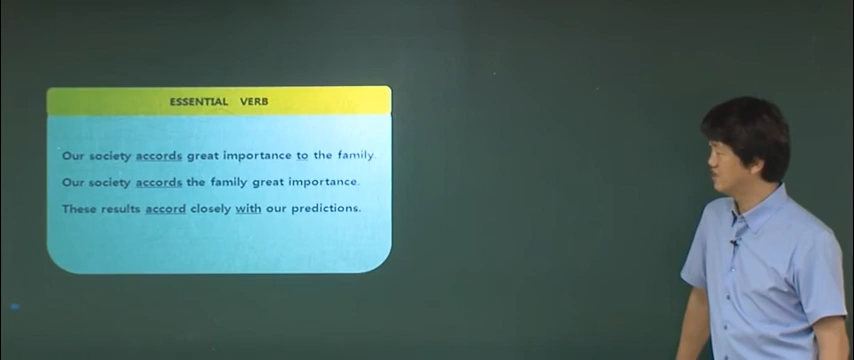 ESSENTIAL VERB
Our society accords great importance to the family
Our society accords the family great importance.
These results accord closely with our predictions.